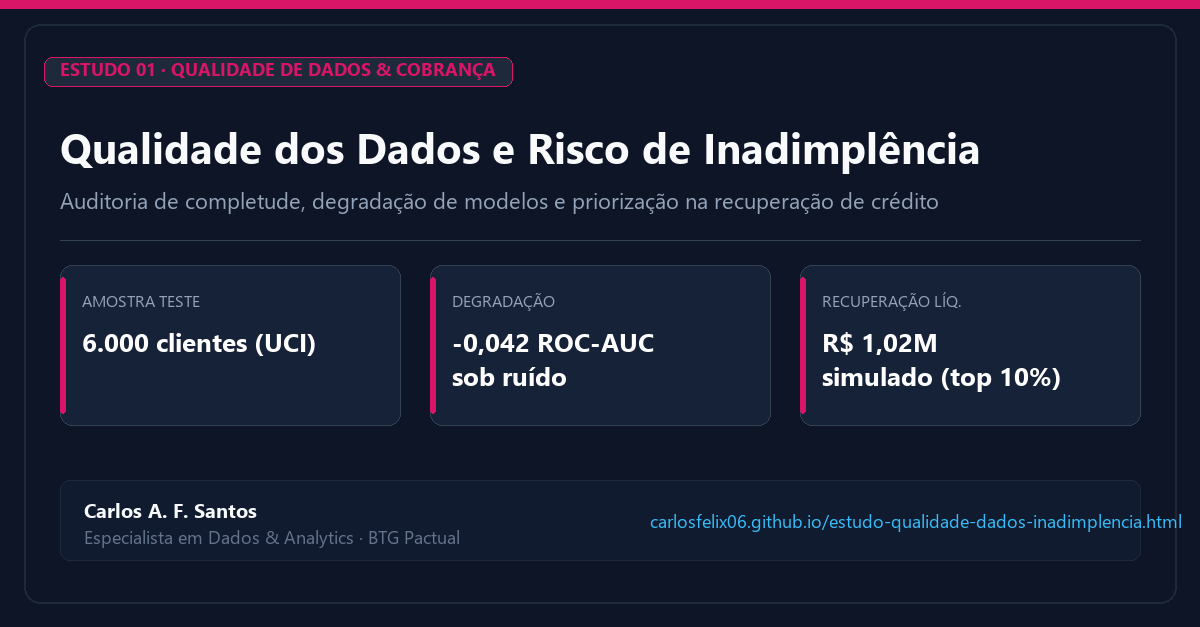 ESTUDO 01 · QUALIDADE DE DADOS & COBRANÇA
Qualidade dos Dados e Risco de Inadimplência
Auditoria de completude, degradação de modelos e priorização na recuperação de crédito
AMOSTRA TESTE
6.000 clientes (UCI)
DEGRADAÇÃO
-0,042 ROC-AUC
sob ruído
RECUPERAÇÃO LÍQ.
R$ 1,02M
simulado (top 10%)
Carlos A. F. Santos
Especialista em Dados & Analytics · BTG Pactual
carlosfelix06.github.io/estudo-qualidade-dados-inadimplencia.html